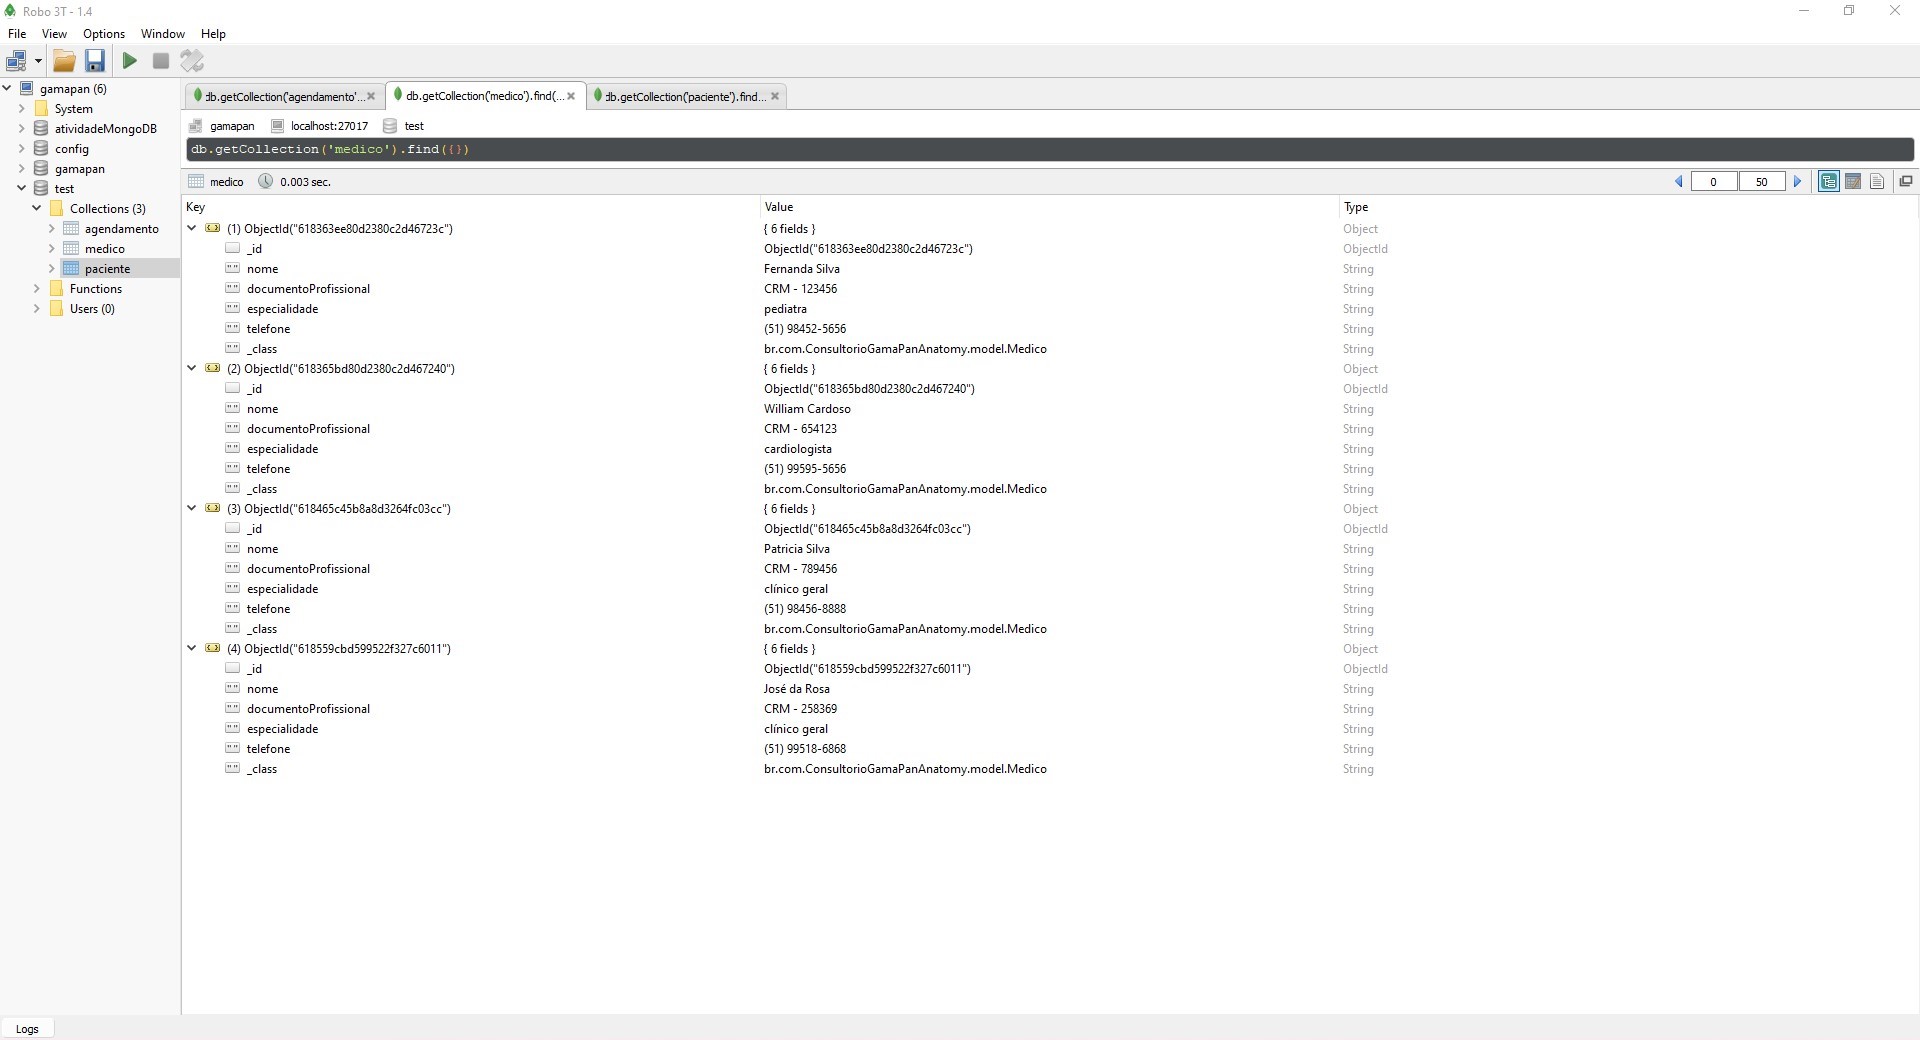 Robo 3T - 1.4
File View Options Window Help
gamapan (6)
System
atividadeMongoDB
config
gamapan
test
Collections (3)
agendamento
medico
paciente
Functions
Users (0)
db.getCollection('agendamento'... db.getCollection('medico').find(... db.getCollection('paciente').find...
gamapan localhost:27017 test
db.getCollection('medico').find({})
medico 0.003 sec. 0 50
Key Value Type
(1) ObjectId("618363ee80d2380c2d46723c") { 6 fields } Object
_id ObjectId("618363ee80d2380c2d46723c") ObjectId
"" nome Fernanda Silva String
"" documentoProfissional CRM - 123456 String
"" especialidade pediatra String
"" telefone (51) 98452-5656 String
"" _class br.com.ConsultorioGamaPanAnatomy.model.Medico String
(2) ObjectId("618365bd80d2380c2d467240") { 6 fields } Object
_id ObjectId("618365bd80d2380c2d467240") ObjectId
"" nome William Cardoso String
"" documentoProfissional CRM - 654123 String
"" especialidade cardiologista String
"" telefone (51) 99595-5656 String
"" _class br.com.ConsultorioGamaPanAnatomy.model.Medico String
(3) ObjectId("618465c45b8a8d3264fc03cc") { 6 fields } Object
_id ObjectId("618465c45b8a8d3264fc03cc") ObjectId
"" nome Patricia Silva String
"" documentoProfissional CRM - 789456 String
"" especialidade clínico geral String
"" telefone (51) 98456-8888 String
"" _class br.com.ConsultorioGamaPanAnatomy.model.Medico String
(4) ObjectId("618559cbd599522f327c6011") { 6 fields } Object
_id ObjectId("618559cbd599522f327c6011") ObjectId
"" nome José da Rosa String
"" documentoProfissional CRM - 258369 String
"" especialidade clínico geral String
"" telefone (51) 99518-6868 String
"" _class br.com.ConsultorioGamaPanAnatomy.model.Medico String
Logs